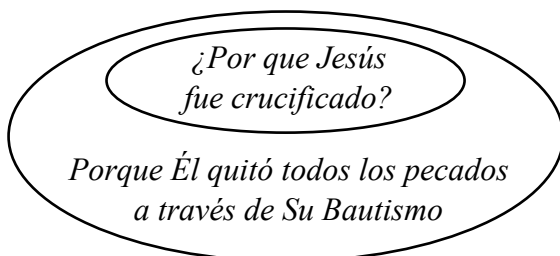 ¿Por que Jesús
fue crucificado?
Porque Él quitó todos los pecados
a través de Su Bautismo